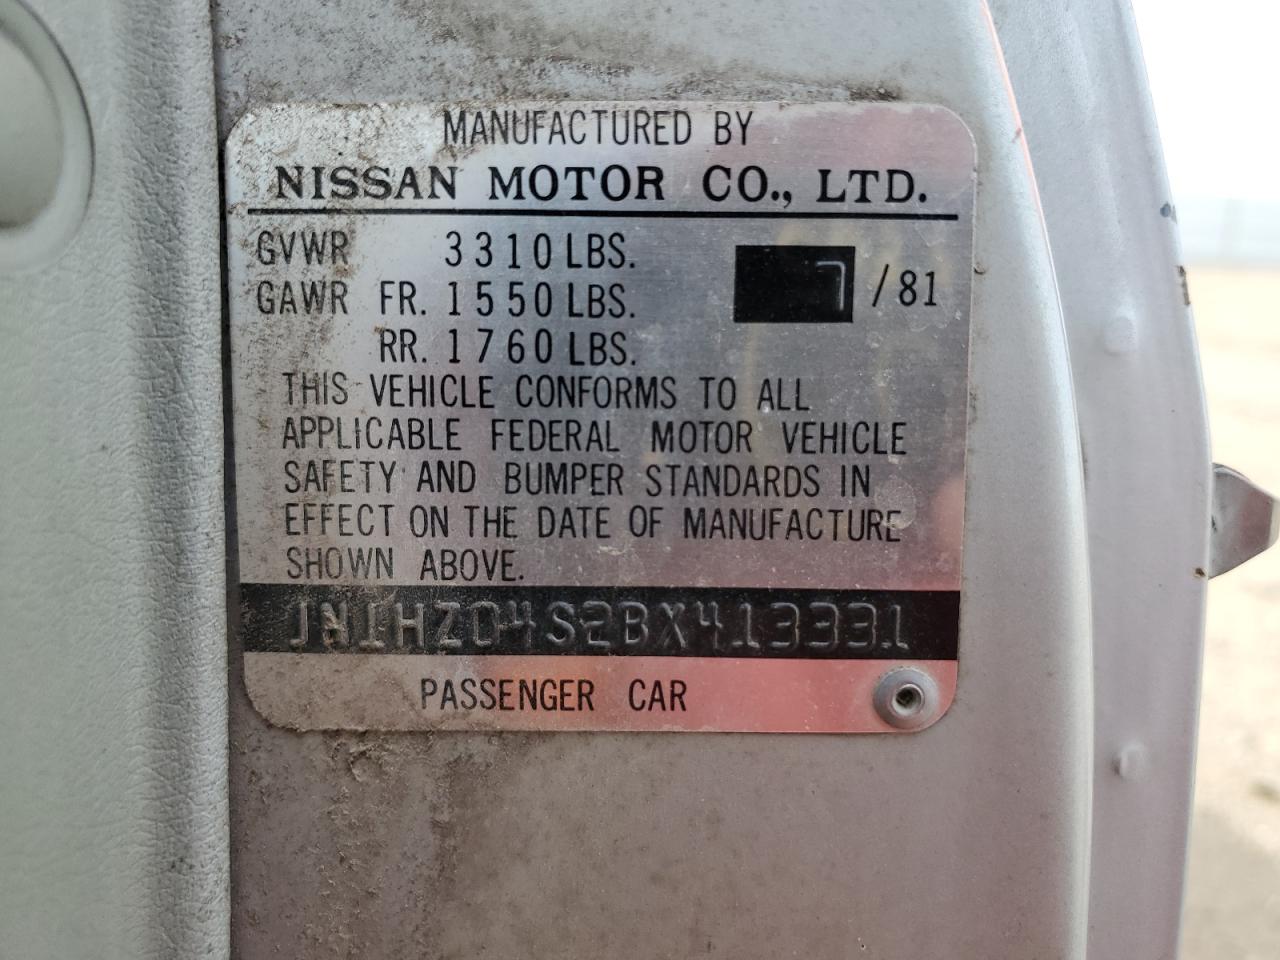 MANUFACTURED BY
NISSAN MOTOR CO., LTD.
GVWR 3310 LBS.
GAWR FR. 1550 LBS. 7 / 81
RR. 1760 LBS.
THIS VEHICLE CONFORMS TO ALL
APPLICABLE FEDERAL MOTOR VEHICLE
SAFETY AND BUMPER STANDARDS IN
EFFECT ON THE DATE OF MANUFACTURE
SHOWN ABOVE.
JN1HZ04S2BX413331
PASSENGER CAR